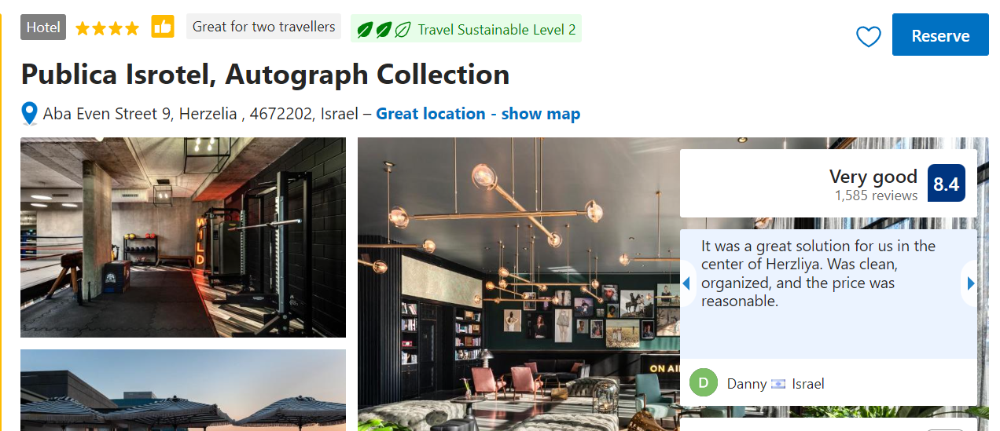 Hotel
Great for two travellers
Travel Sustainable Level 2
Reserve
Publica Isrotel, Autograph Collection
Aba Even Street 9, Herzelia , 4672202, Israel – Great location - show map
WILD
Very good
8.4
1,585 reviews
It was a great solution for us in the
center of Herzliya. Was clean,
organized, and the price was
reasonable.
ON AI
D
Danny
Israel